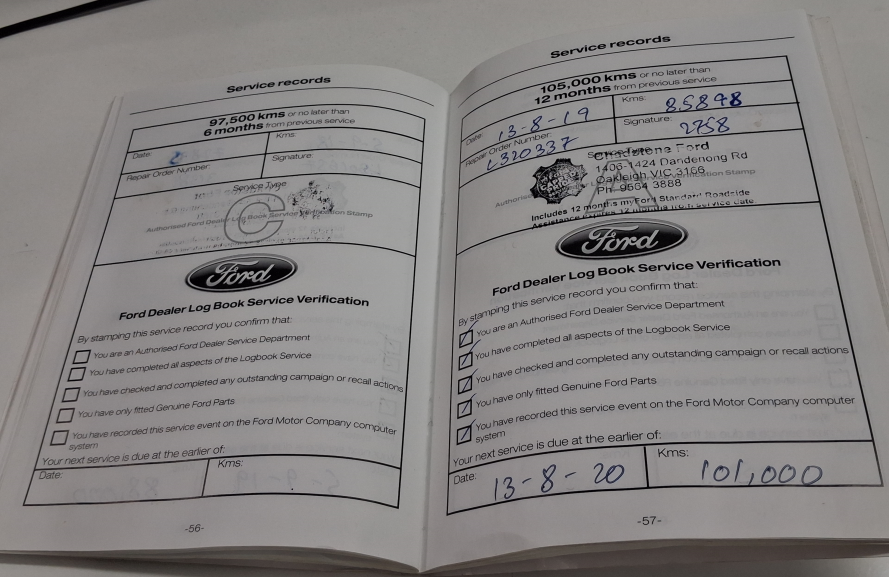 Service records
97,500 kms or no later than
6 months from previous service
Date:
Kms:
Repair Order Number:
Signature:
Service Type
C
Authorised Ford Dealer Log Book Service Verification Stamp
Ford
Ford Dealer Log Book Service Verification
By stamping this service record you confirm that:
You are an Authorised Ford Dealer Service Department
You have completed all aspects of the Logbook Service
You have checked and completed any outstanding campaign or recall actions
You have only fitted Genuine Ford Parts
You have recorded this service event on the Ford Motor Company computer
system
Your next service is due at the earlier of:
Date:
Kms:
-56-
Service records
105,000 kms or no later than
12 months from previous service
Date: 13-8-19
Kms: 85898
Repair Order Number:
L320337
Signature:
2758
Service Type
Chadstone Ford
1406-1424 Dandenong Rd
Oakleigh VIC 3166
Ph 9564 3888
Includes 12 months myFord Standard Roadside
Assistance expires 12 months from service date
Ford
Ford Dealer Log Book Service Verification
By stamping this service record you confirm that:
You are an Authorised Ford Dealer Service Department
You have completed all aspects of the Logbook Service
You have checked and completed any outstanding campaign or recall actions
You have only fitted Genuine Ford Parts
You have recorded this service event on the Ford Motor Company computer
system
Your next service is due at the earlier of:
Date: 13-8-20
Kms: 101,000
-57-